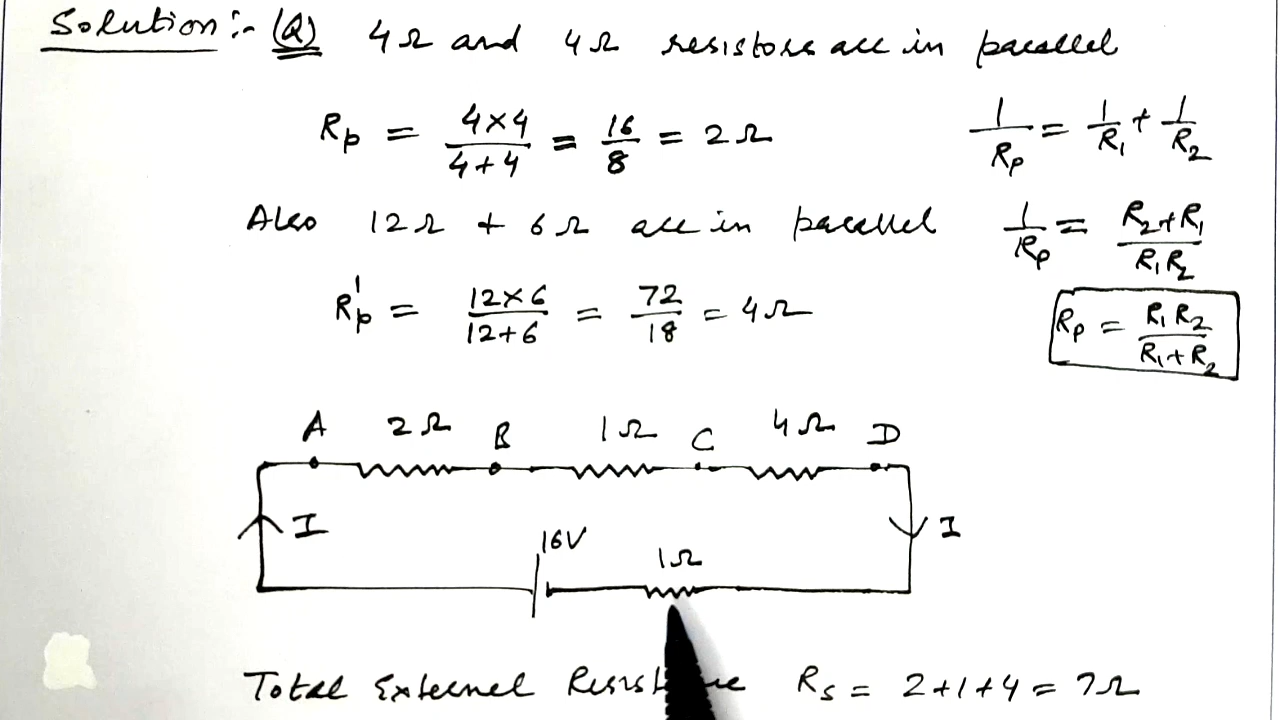 Solution :- (a) 4Ω and 4Ω resistors are in parallel
Rp = 4×4/4+4 = 16/8 = 2Ω
1/Rp = 1/R₁ + 1/R₂
Also 12Ω + 6Ω are in parallel
1/Rp = R₂+R₁/R₁R₂
R'p = 12×6/12+6 = 72/18 = 4Ω
Rp = R₁R₂/R₁+R₂
A 2Ω B 1Ω C 4Ω D
I 16V 1Ω I
Total External Rs = 2+1+4 = 7Ω